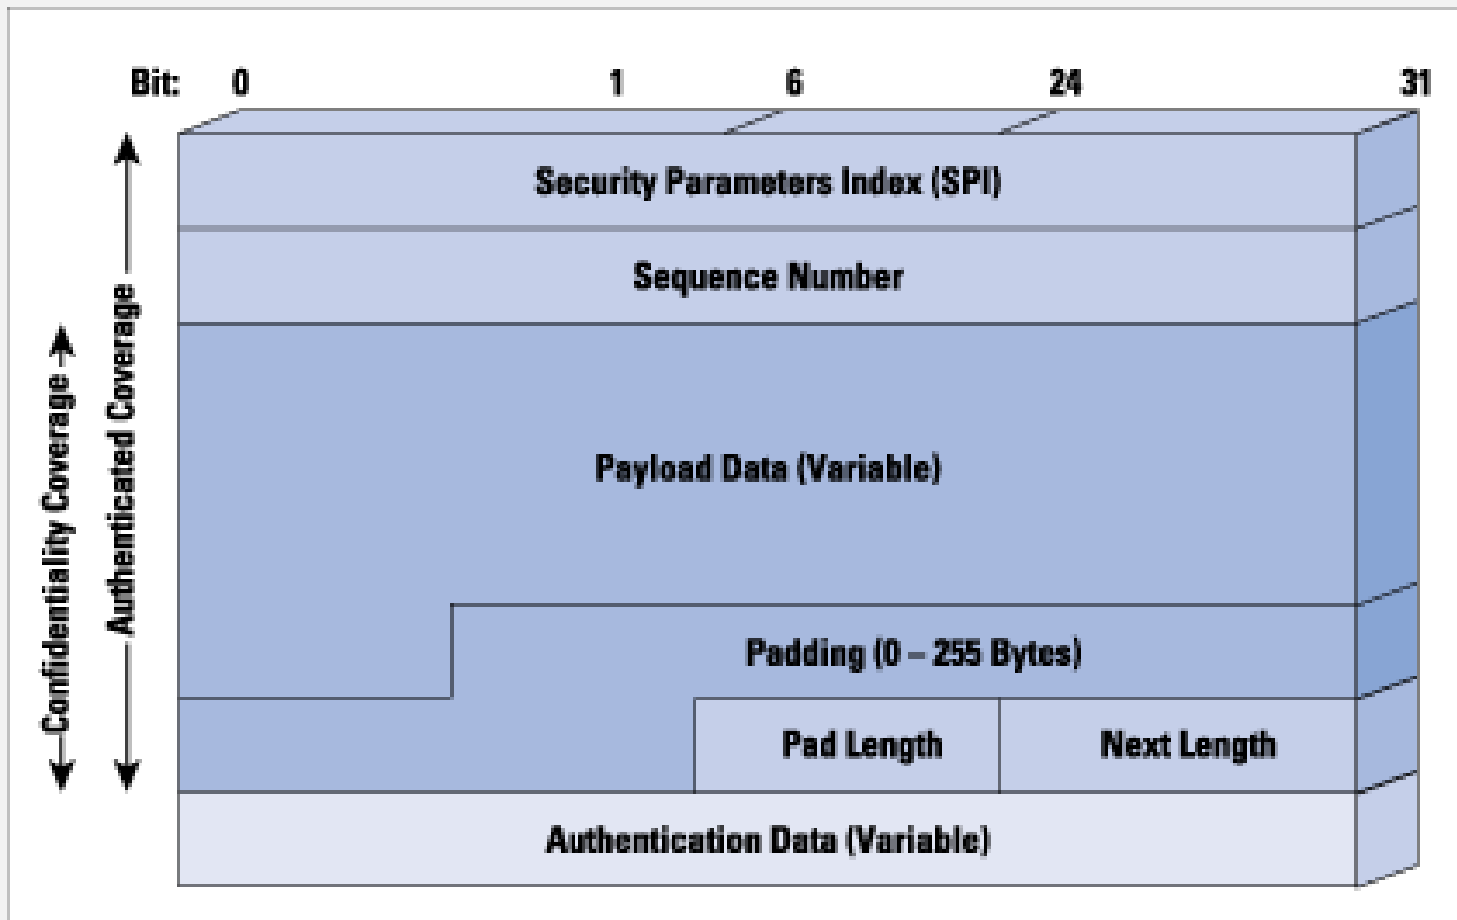 Bit: 0 1 6 24 31
Security Parameters Index (SPI)
Sequence Number
Confidentiality Coverage
Authenticated Coverage
Payload Data (Variable)
Padding (0 – 255 Bytes)
Pad Length Next Length
Authentication Data (Variable)